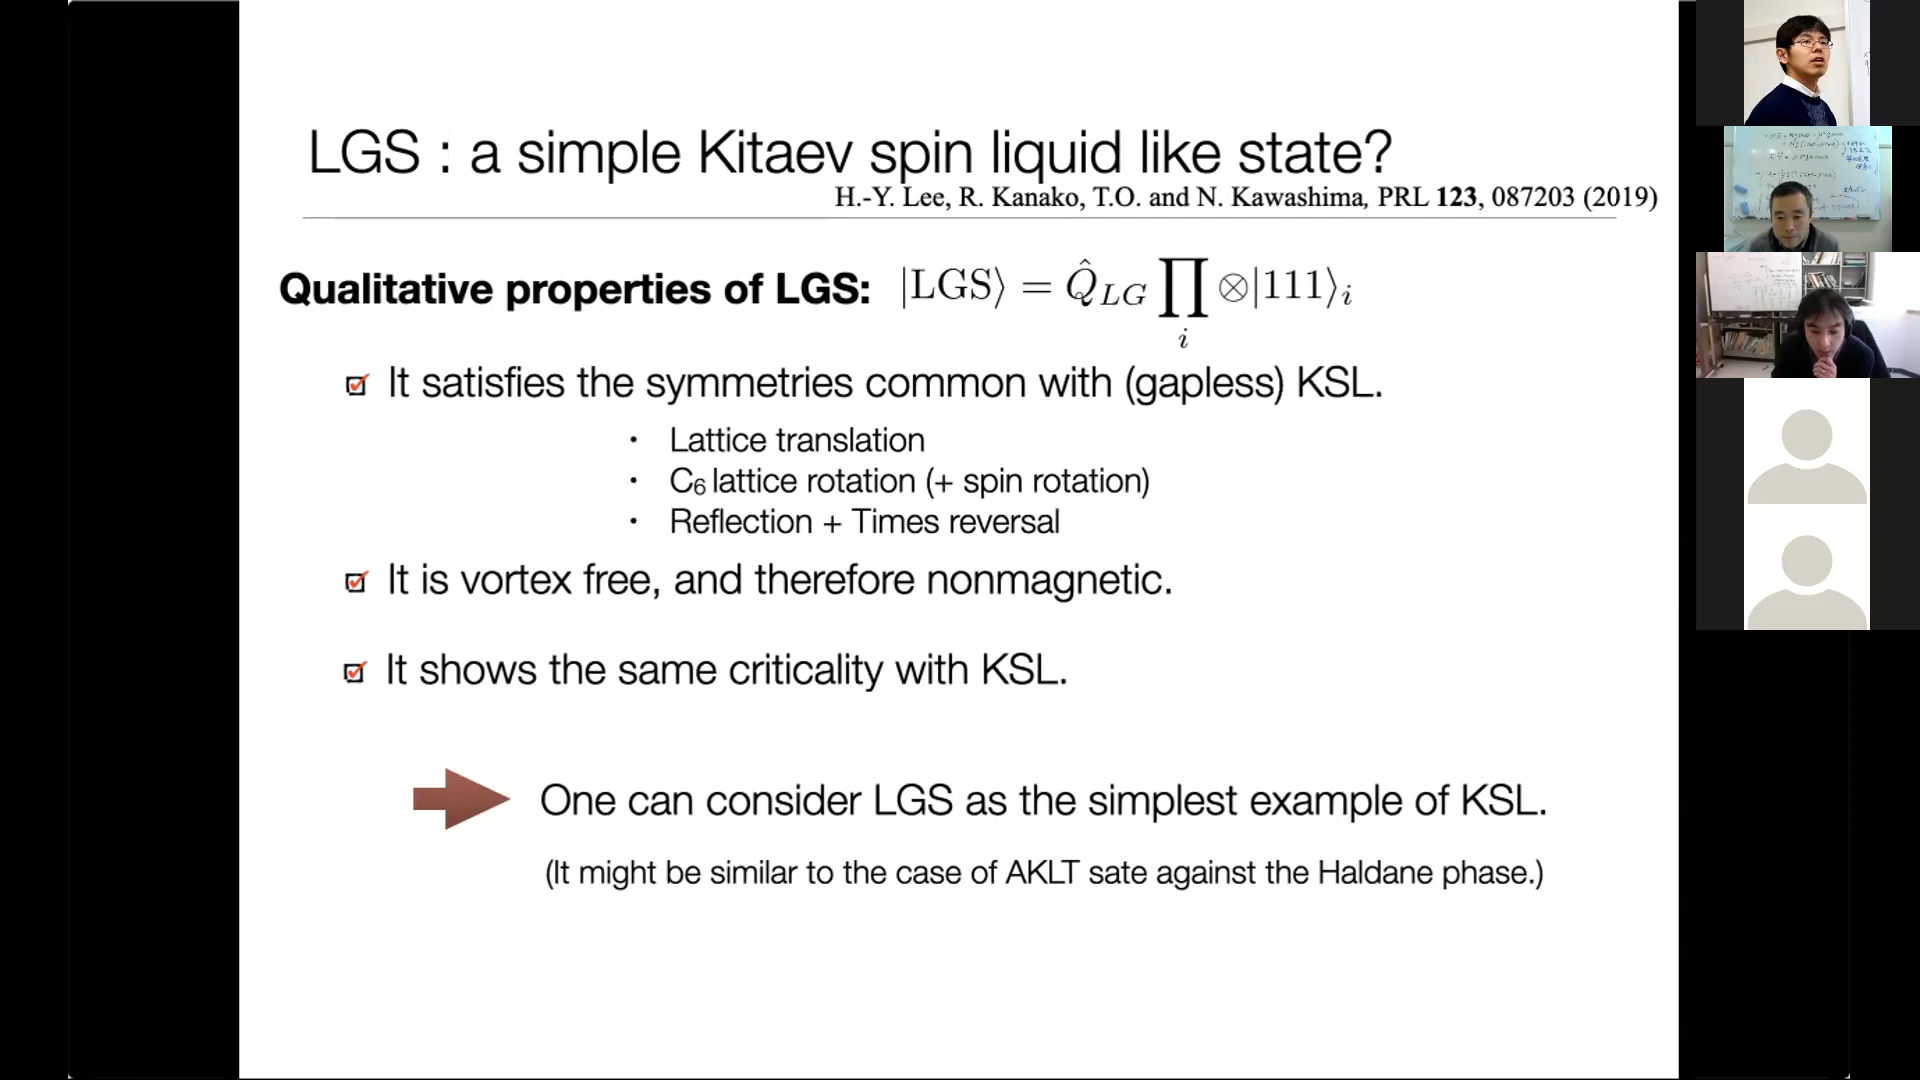 LGS : a simple Kitaev spin liquid like state?
H.-Y. Lee, R. Kanako, T.O. and N. Kawashima, PRL 123, 087203 (2019)
Qualitative properties of LGS: |LGS⟩ = Q̂_{LG} ∏_i ⊗|111⟩_i
It satisfies the symmetries common with (gapless) KSL.
• Lattice translation
• C₆ lattice rotation (+ spin rotation)
• Reflection + Times reversal
It is vortex free, and therefore nonmagnetic.
It shows the same criticality with KSL.
One can consider LGS as the simplest example of KSL.
(It might be similar to the case of AKLT sate against the Haldane phase.)